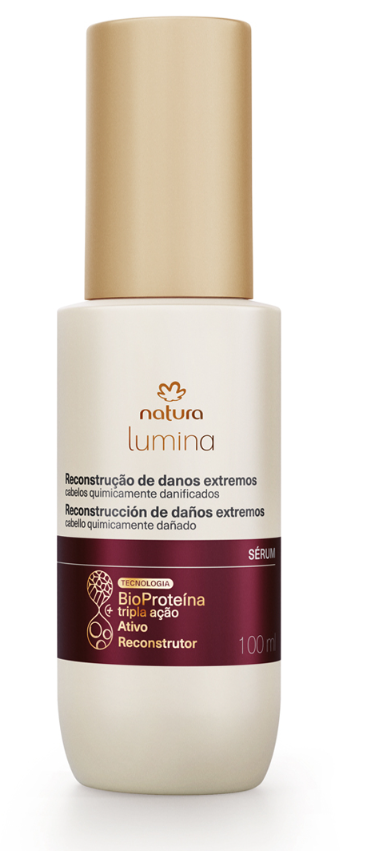 natura
lumina
Reconstrução de danos extremos
cabelos quimicamente danificados
Reconstrucción de daños extremos
cabello quimicamente dañado
SÉRUM
TECNOLOGIA
BioProteína
tripla ação
+
Ativo
Reconstrutor
100 ml